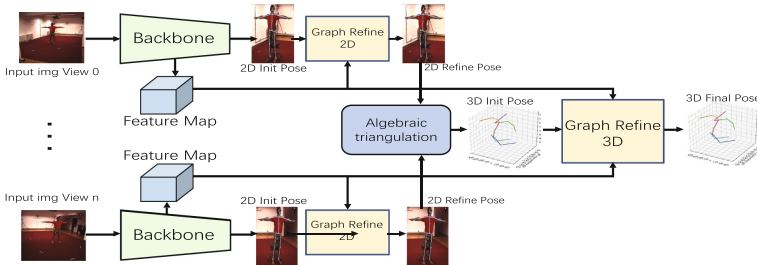 Backbone
Graph Refine
2D
Input img View 0
2D Init Pose
2D Refine Pose
Feature Map
Algebraic
triangulation
3D Init Pose
Graph Refine
3D
3D Final Pose
Feature Map
Input img View n
Backbone
2D Init Pose
Graph Refine
2D
2D Refine Pose